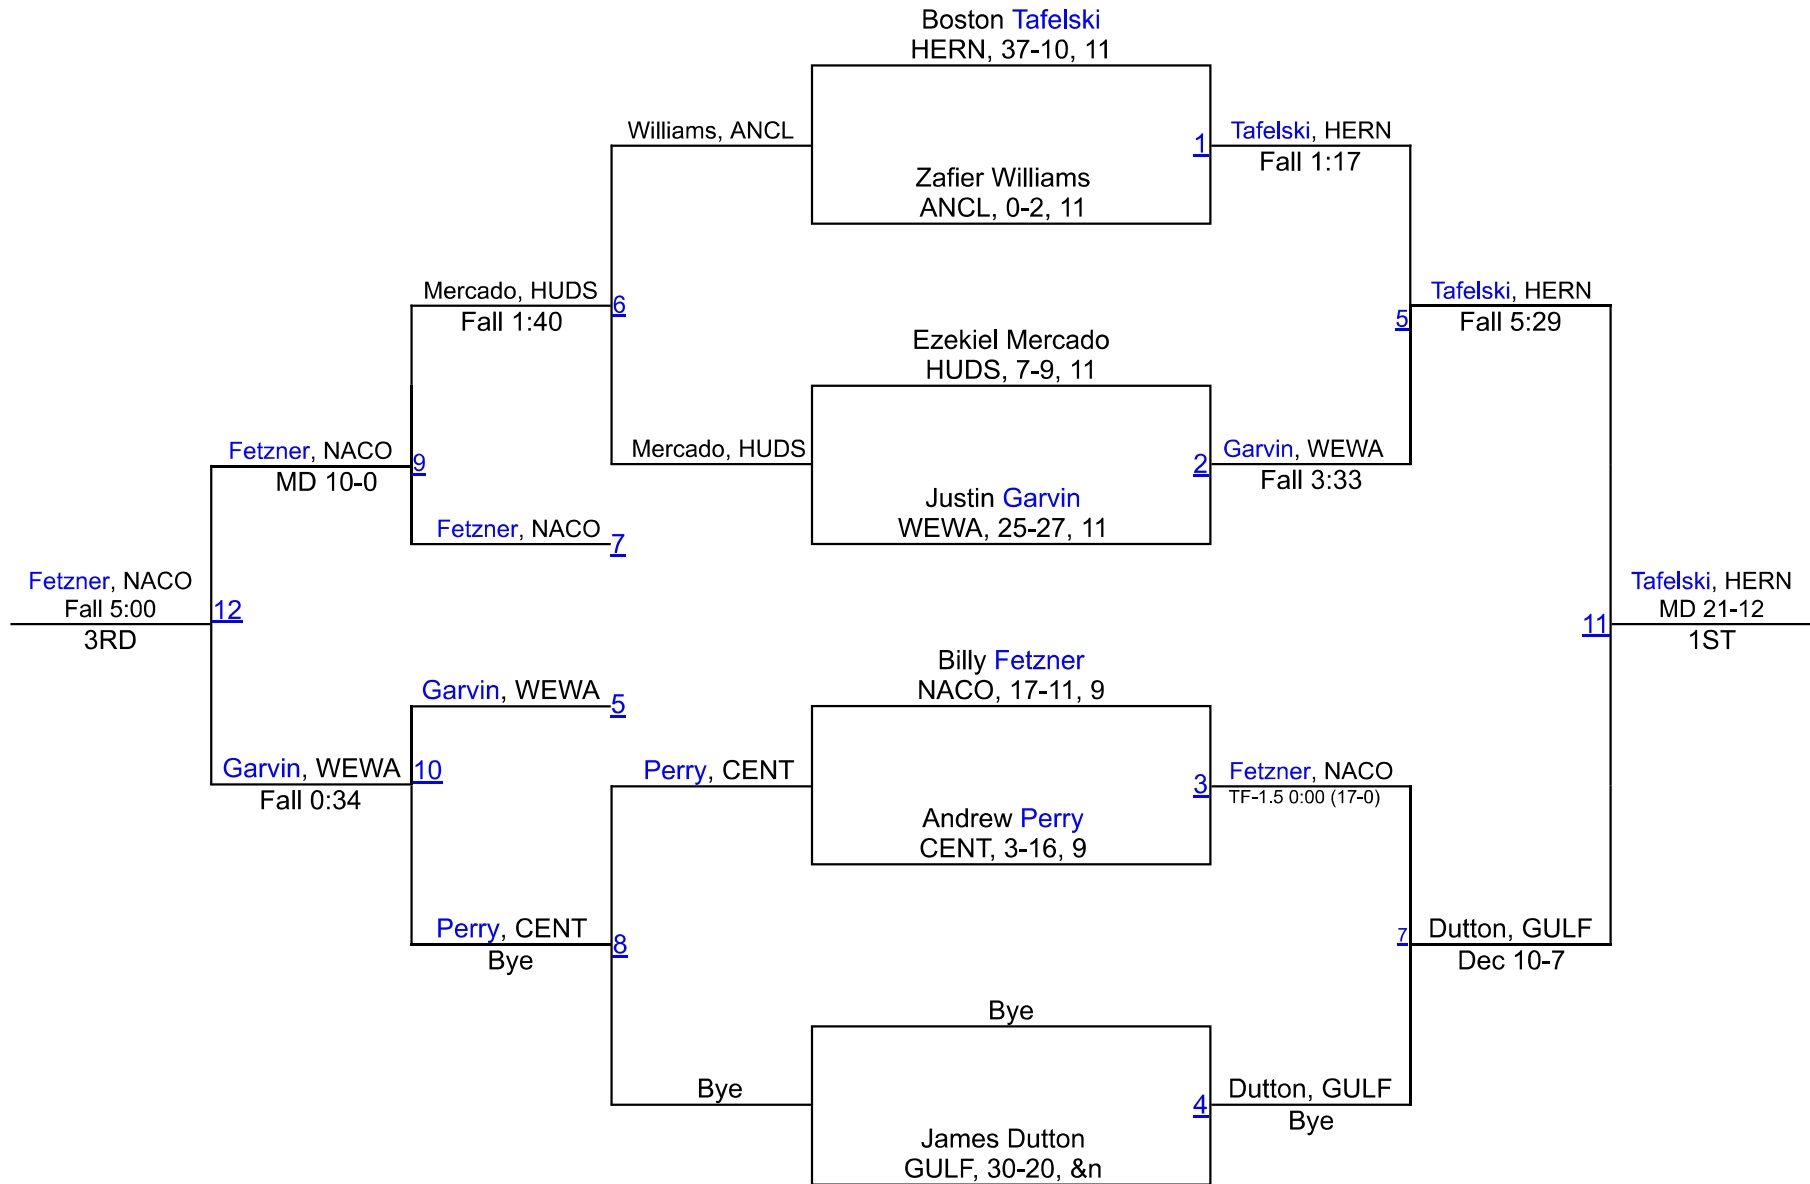 Boston Tafelski
HERN, 37-10, 11
Williams, ANCL
1
Tafelski, HERN
Fall 1:17
Zafier Williams
ANCL, 0-2, 11
Mercado, HUDS
Fall 1:40
6
Tafelski, HERN
Fall 5:29
5
Ezekiel Mercado
HUDS, 7-9, 11
Fetzner, NACO
MD 10-0
9
Mercado, HUDS
2
Garvin, WEWA
Fall 3:33
Justin Garvin
WEWA, 25-27, 11
Fetzner, NACO
7
Fetzner, NACO
Fall 5:00
3RD
12
Tafelski, HERN
MD 21-12
1ST
11
Billy Fetzner
NACO, 17-11, 9
Garvin, WEWA
5
Garvin, WEWA
Fall 0:34
10
Perry, CENT
3
Fetzner, NACO
TF-1.5 0:00 (17-0)
Andrew Perry
CENT, 3-16, 9
Perry, CENT
Bye
8
7
Dutton, GULF
Dec 10-7
Bye
Bye
4
Dutton, GULF
Bye
James Dutton
GULF, 30-20, &n